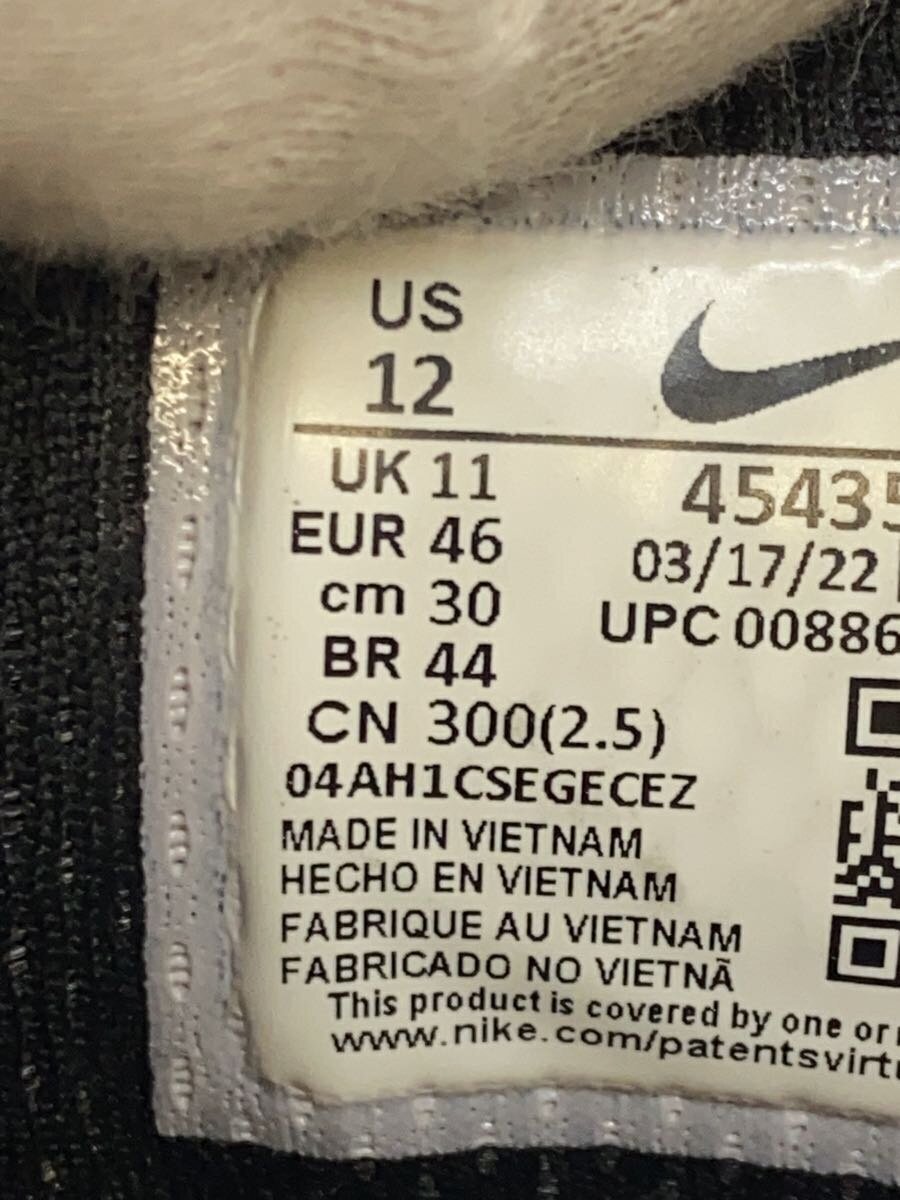 US
12
UK 11
EUR 46
cm 30
BR 44
CN 300(2.5)
04AH1CSEGECEZ
MADE IN VIETNAM
HECHO EN VIETNAM
FABRIQUE AU VIETNAM
FABRICADO NO VIETNÃ
This product is covered by one or
www.nike.com/patentsvirt
45435
03/17/22
UPC 00886